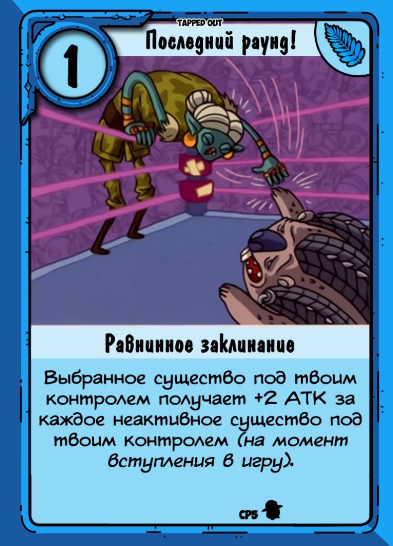 TAPPED OUT
1
Последний раунд!
Равнинное заклинание
Выбранное существо под твоим
контролем получает +2 АТК за
каждое неактивное существо под
твоим контролем (на момент
вступления в игру).
CP5